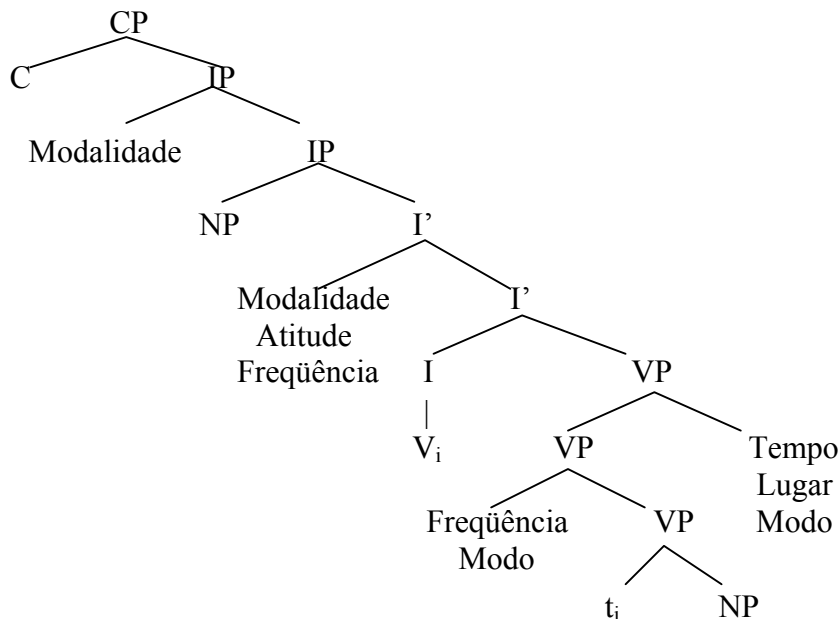 CP
C IP
Modalidade IP
NP I’
Modalidade I’
Atitude
Freqüência I VP
|
Vi VP Tempo
Lugar
Freqüência VP Modo
Modo
ti NP